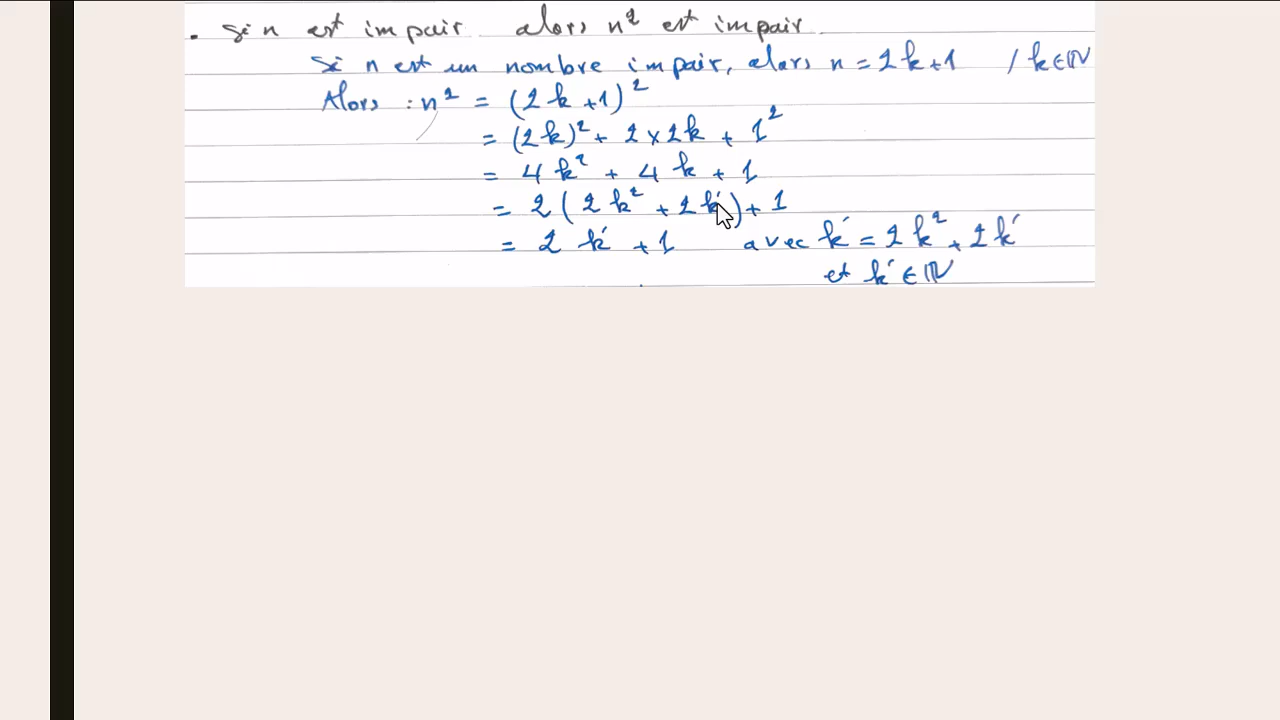 . Si n est impair alors n² est impair
Si n est un nombre impair, alors n = 2k+1 / k∈ℕ
Alors : n² = (2k+1)²
= (2k)² + 2×2k + 1²
= 4k² + 4k + 1
= 2(2k² + 2k') + 1
= 2k' + 1 avec k' = 2k² + 2k'
et k' ∈ ℕ